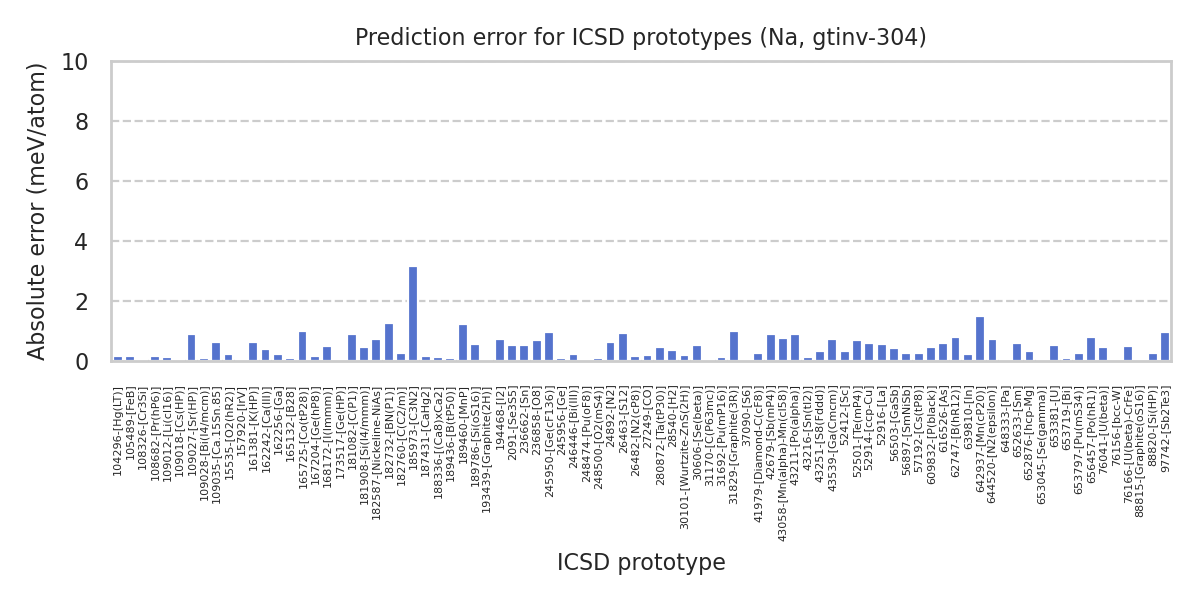 Prediction error for ICSD prototypes (Na, gtinv-304)
Absolute error (meV/atom)
10
8
6
4
2
0
104296-[Hg(LT)]
105489-[FeB]
108326-[Cr3Si]
108682-[Pr(hP6)]
109012-[Li(cI16)]
109018-[Cs(HP)]
109027-[Sr(HP)]
109028-[Bi(I4/mcm)]
109035-[Ca.15Sn.85]
15535-[O2(hR2)]
157920-[IrV]
161381-[K(HP)]
162242-[Ca(III)]
162256-[Ga]
165132-[B28]
165725-[Co(tP28)]
167204-[Ge(hP8)]
168172-[I(Immm)]
173517-[Ge(HP)]
181082-[C(P1)]
181908-[Si(I4/mmm)]
182587-[Nickeline-NiAs]
182732-[BN(P1)]
182760-[C(C2/m)]
185973-[C3N2]
187431-[CaHg2]
188336-[(Ca8)xCa2]
189436-[B(tP50)]
189460-[MnP]
189786-[Si(oS16)]
193439-[Graphite(2H)]
194468-[I2]
2091-[Se3S5]
236662-[Sn]
236858-[O8]
245950-[Ge(cF136)]
245956-[Ge]
246446-[Bi(III)]
248474-[Pu(oF8)]
248500-[O2(mS4)]
24892-[N2]
26463-[S12]
26482-[N2(cP8)]
27249-[CO]
280872-[Ta(tP30)]
28540-[H2]
30101-[Wurtzite-ZnS(2H)]
30606-[Se(beta)]
31170-[C(P63mc)]
31692-[Pu(mP16)]
31829-[Graphite(3R)]
37090-[S6]
41979-[Diamond-C(cF8)]
42679-[Sb(mP4)]
43058-[Mn(alpha)-Mn(cI58)]
43211-[Po(alpha)]
43216-[Sn(tI2)]
43251-[S8(Fddd)]
43539-[Ga(Cmcm)]
52412-[Sc]
52501-[Te(mP4)]
52914-[fcc-Cu]
52916-[La]
56503-[GaSb]
56897-[SmNiSb]
57192-[Cs(tP8)]
609832-[P(black)]
616526-[As]
62747-[B(hR12)]
639810-[In]
642937-[Mn(cP20)]
644520-[N2(epsilon)]
648333-[Pa]
652633-[Sm]
652876-[hcp-Mg]
653045-[Se(gamma)]
653381-[U]
653719-[Bi]
653797-[Pu(mS34)]
656457-[Po(hR1)]
76041-[U(beta)]
76156-[bcc-W]
76166-[U(beta)-CrFe]
88815-[Graphite(oS16)]
88820-[Si(HP)]
97742-[Sb2Te3]
ICSD prototype